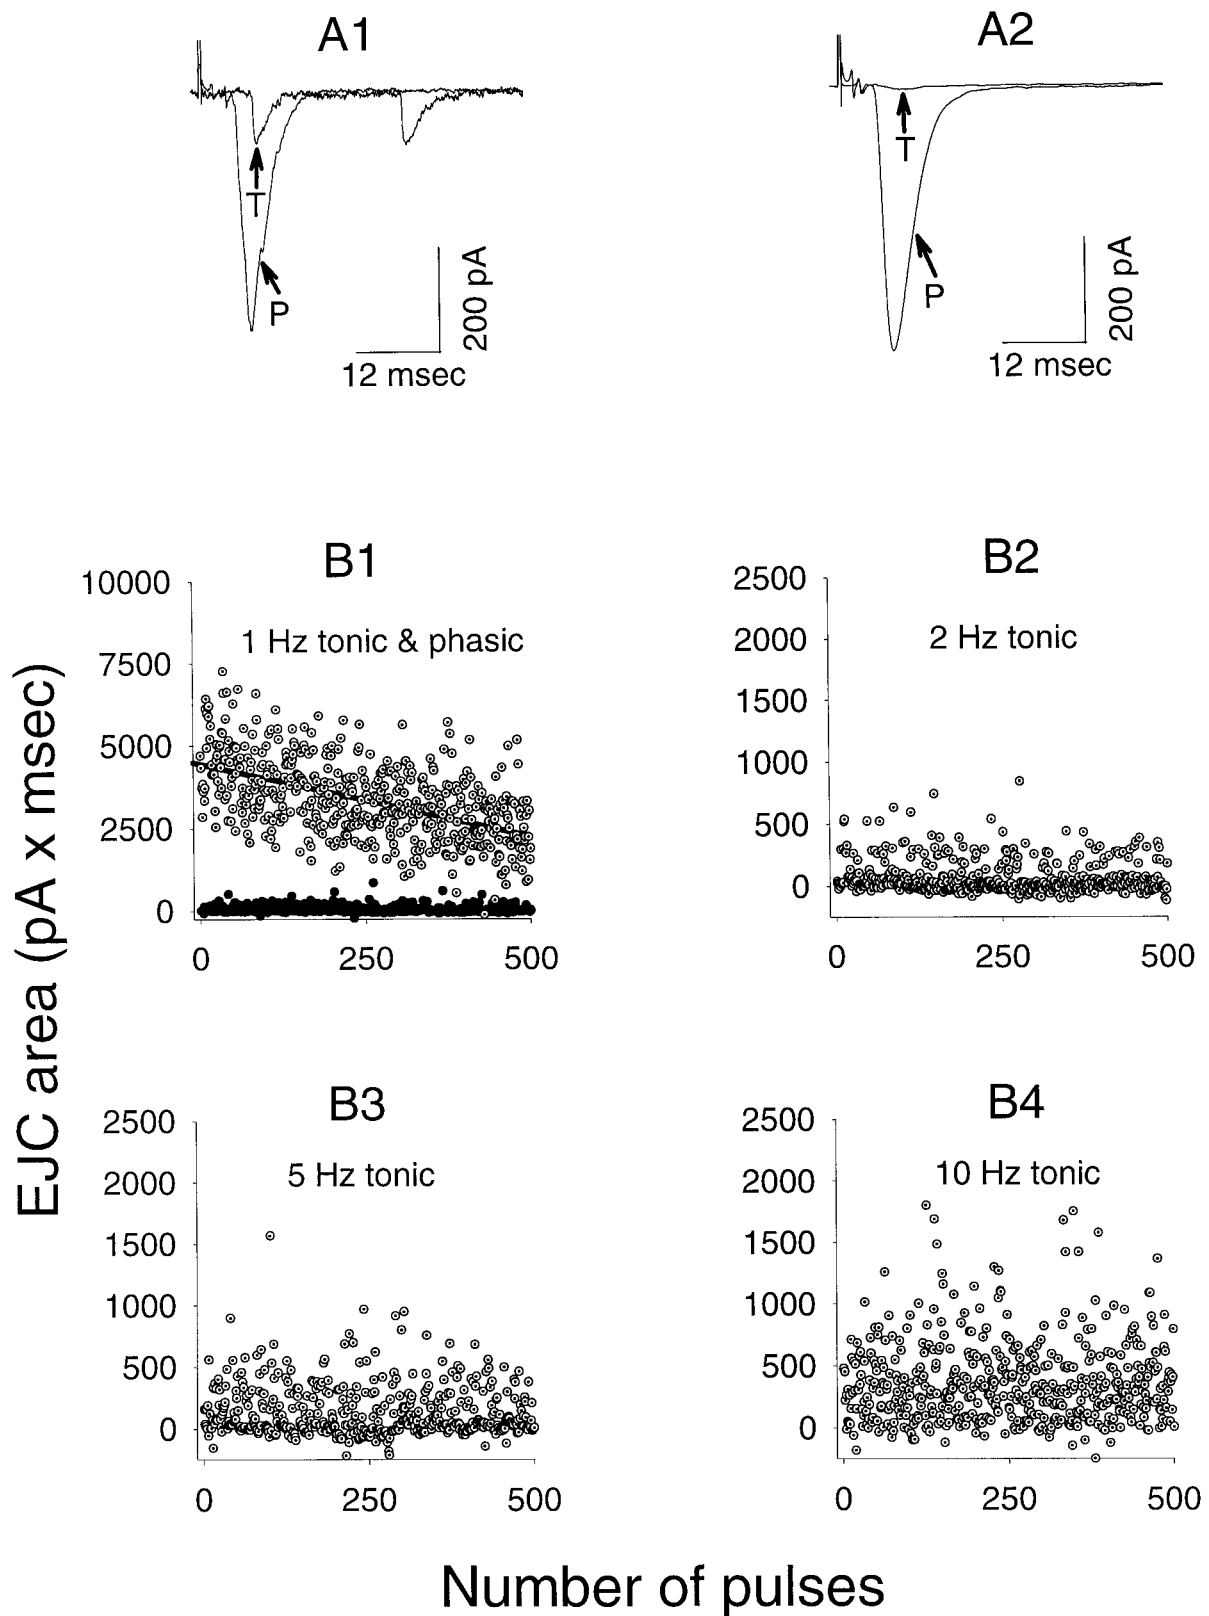 A1
A2
T
P
200 pA
12 msec
T
P
200 pA
12 msec
EJC area (pA x msec)
B1
1 Hz tonic & phasic
10000
7500
5000
2500
0
0 250 500
B2
2 Hz tonic
2500
2000
1500
1000
500
0
0 250 500
B3
5 Hz tonic
2500
2000
1500
1000
500
0
0 250 500
B4
10 Hz tonic
2500
2000
1500
1000
500
0
0 250 500
Number of pulses